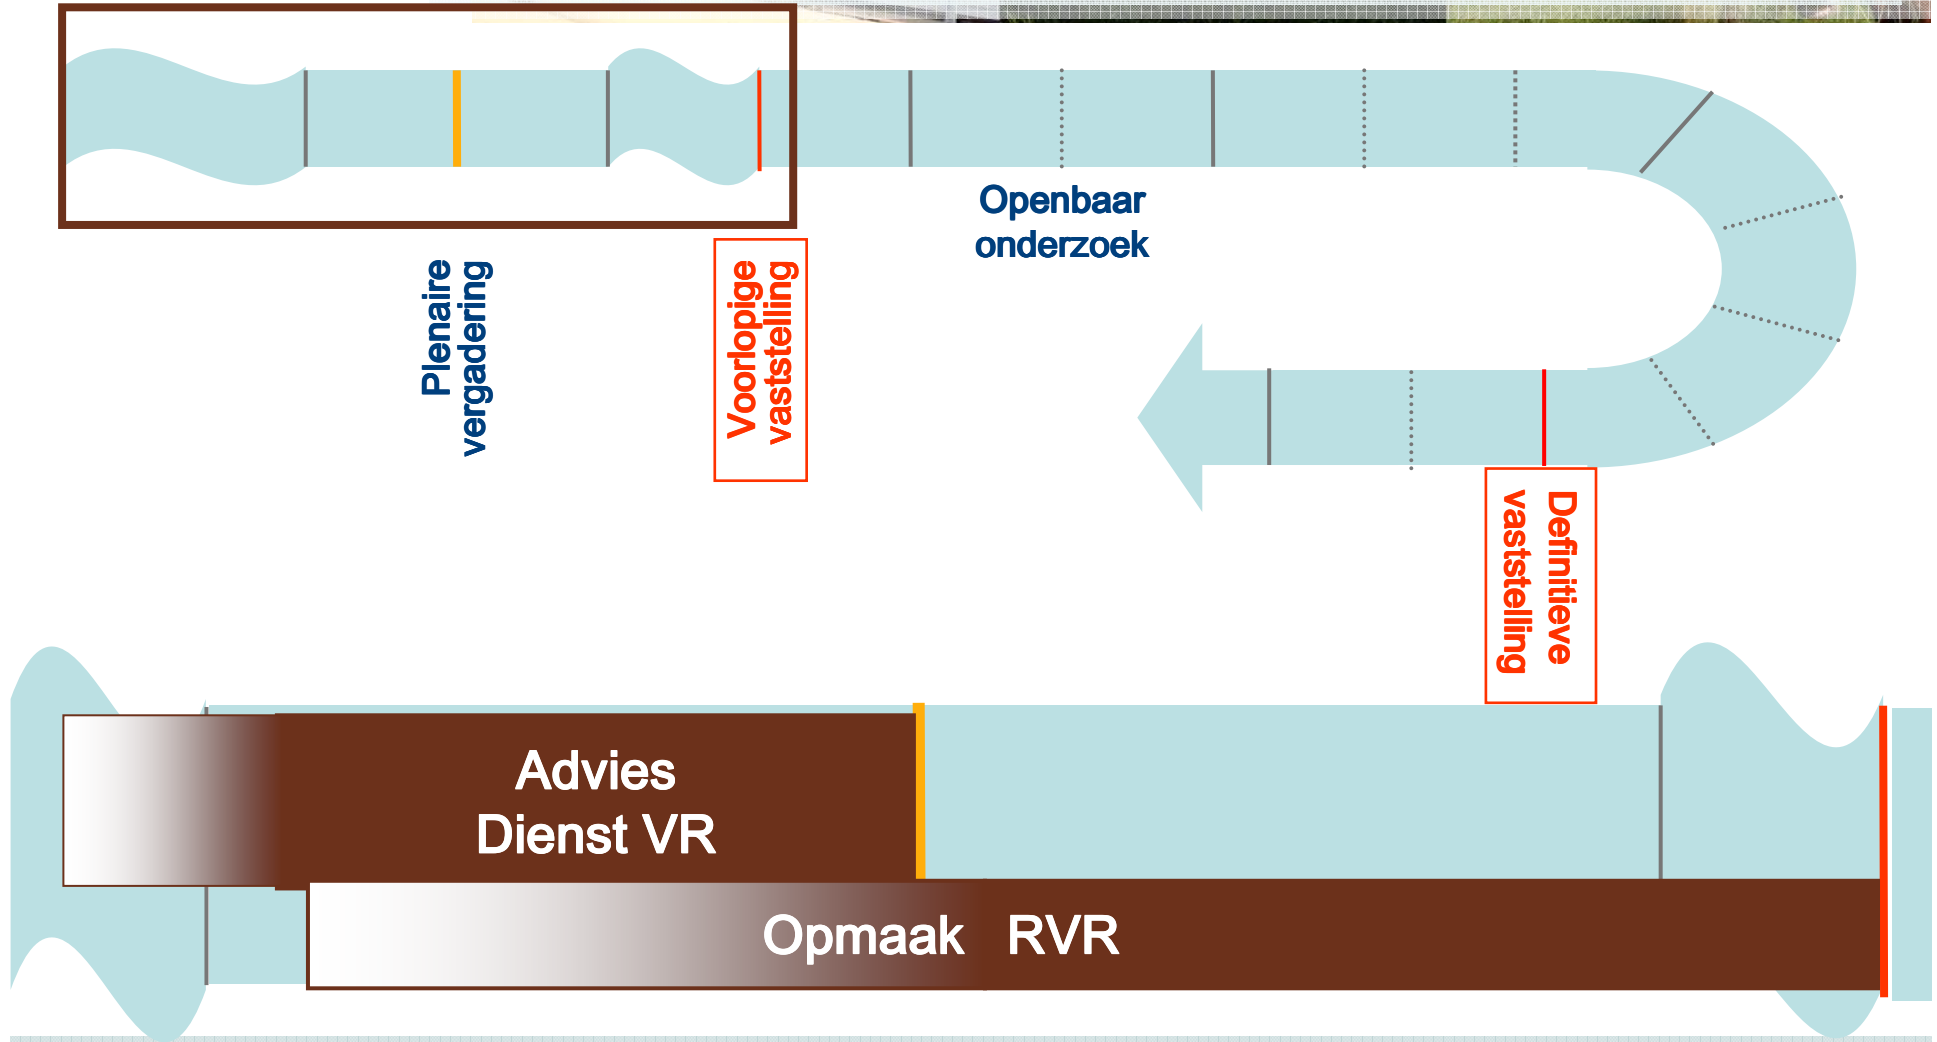 Openbaar
onderzoek
Plenaire
vergadering
Voorlopige
vaststelling
Definitieve
vaststelling
Advies
Dienst VR
Opmaak RVR